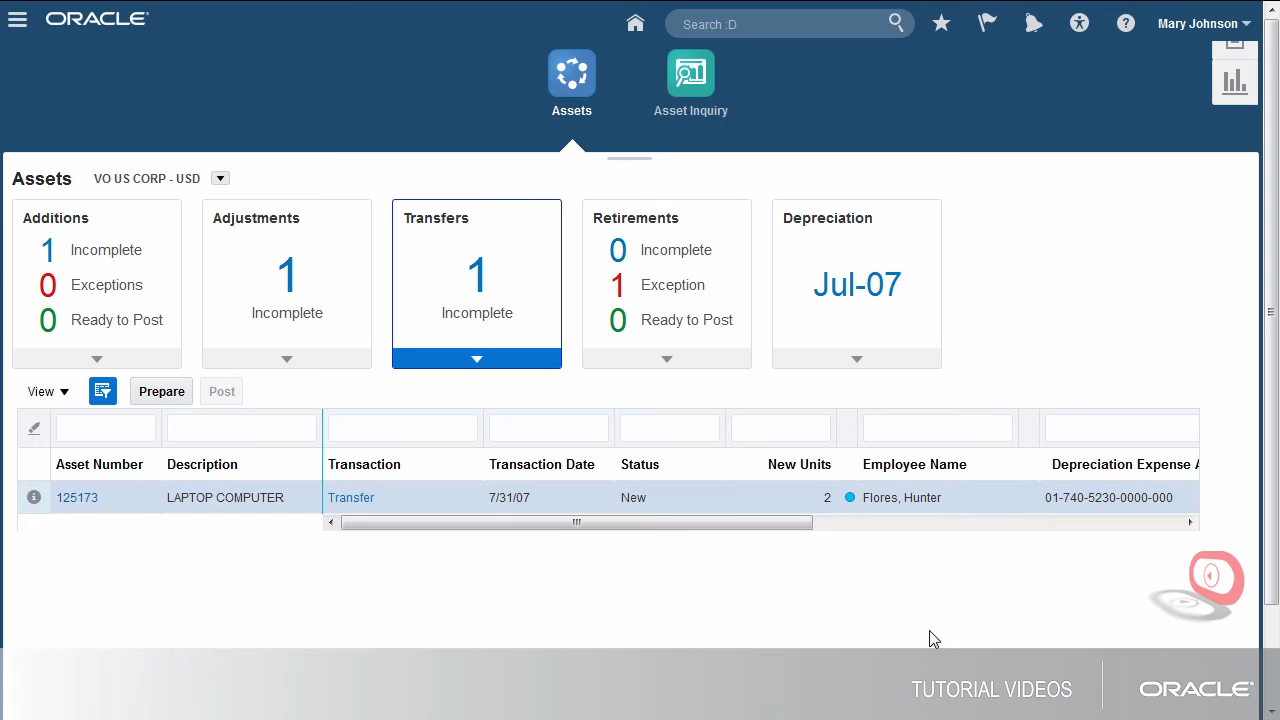 ORACLE
Search :D
Mary Johnson
Assets
Asset Inquiry
Assets VO US CORP - USD
Additions
1 Incomplete
0 Exceptions
0 Ready to Post
Adjustments
1
Incomplete
Transfers
1
Incomplete
Retirements
0 Incomplete
1 Exception
0 Ready to Post
Depreciation
Jul-07
View Prepare Post
Asset Number Description Transaction Transaction Date Status New Units Employee Name Depreciation Expense A
125173 LAPTOP COMPUTER Transfer 7/31/07 New 2 Flores, Hunter 01-740-5230-0000-000
TUTORIAL VIDEOS ORACLE